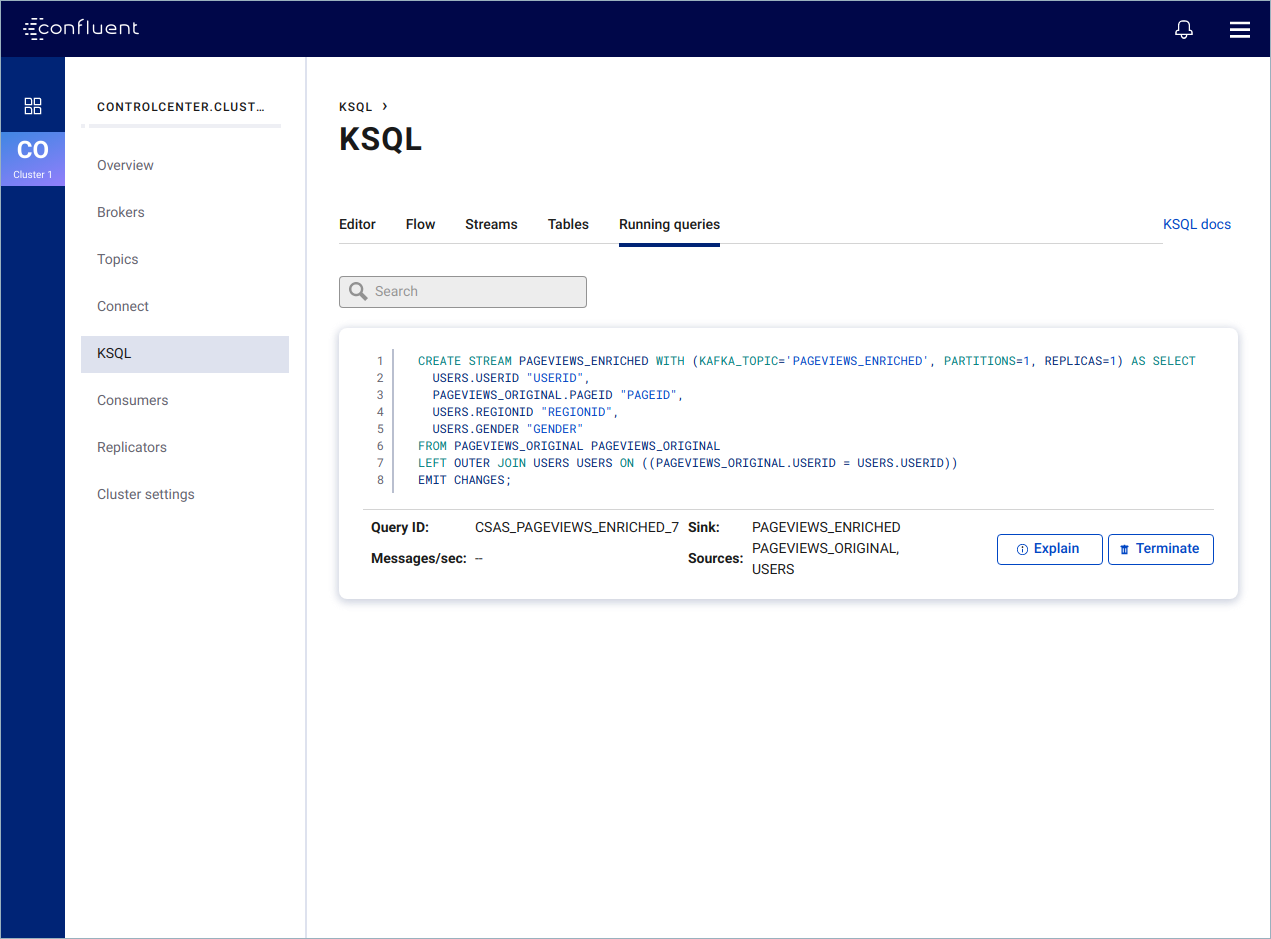 confluent
CONTROLCENTER.CLUST...
CO
Cluster 1
Overview
Brokers
Topics
Connect
KSQL
Consumers
Replicators
Cluster settings
KSQL ›
KSQL
Editor Flow Streams Tables Running queries KSQL docs
Search
1 CREATE STREAM PAGEVIEWS_ENRICHED WITH (KAFKA_TOPIC='PAGEVIEWS_ENRICHED', PARTITIONS=1, REPLICAS=1) AS SELECT
2 USERS.USERID "USERID",
3 PAGEVIEWS_ORIGINAL.PAGEID "PAGEID",
4 USERS.REGIONID "REGIONID",
5 USERS.GENDER "GENDER"
6 FROM PAGEVIEWS_ORIGINAL PAGEVIEWS_ORIGINAL
7 LEFT OUTER JOIN USERS USERS ON ((PAGEVIEWS_ORIGINAL.USERID = USERS.USERID))
8 EMIT CHANGES;
Query ID: CSAS_PAGEVIEWS_ENRICHED_7 Sink: PAGEVIEWS_ENRICHED
Messages/sec: -- Sources: PAGEVIEWS_ORIGINAL,
USERS
Explain Terminate